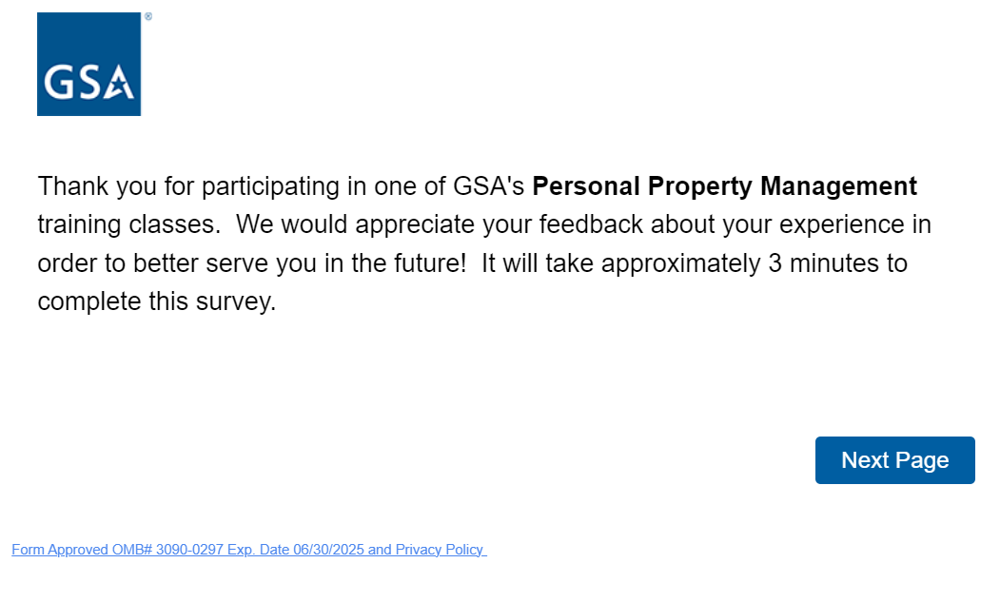 ®
GSA
Thank you for participating in one of GSA's Personal Property Management
training classes.  We would appreciate your feedback about your experience in
order to better serve you in the future!  It will take approximately 3 minutes to
complete this survey.
Next Page
Form Approved OMB# 3090-0297 Exp. Date 06/30/2025 and Privacy Policy